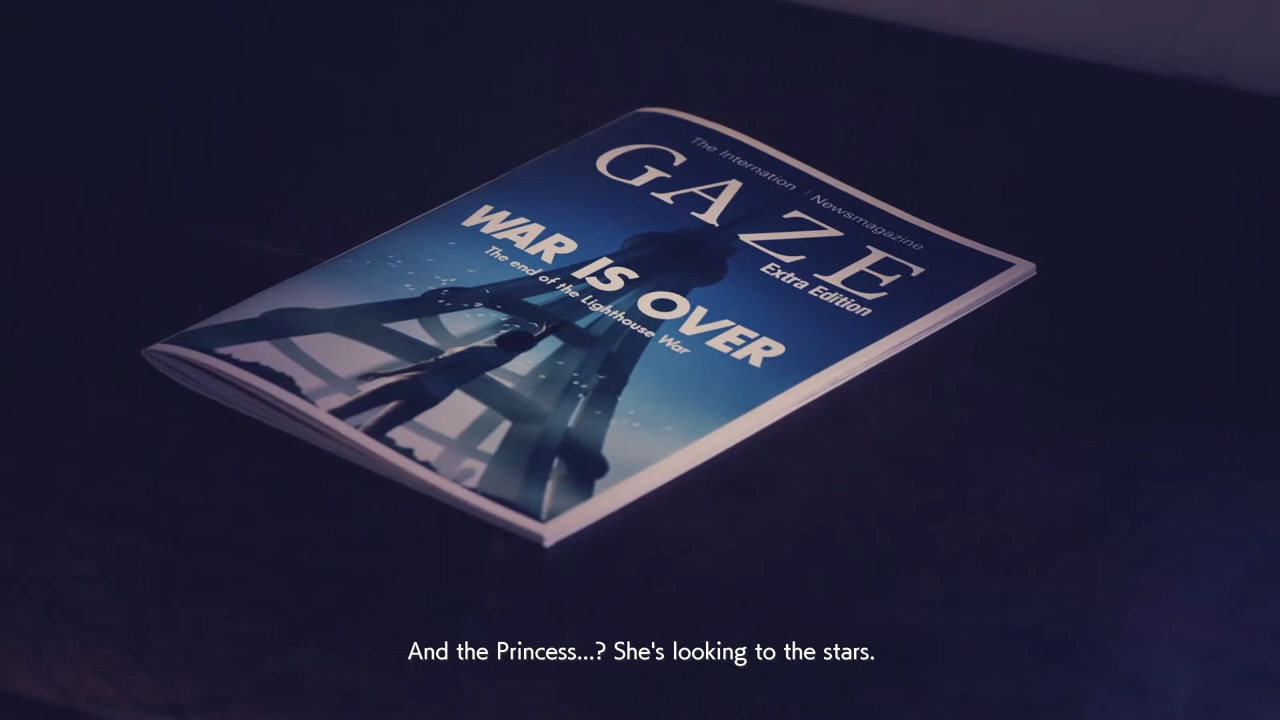 The Internation Newsmagazine
GAZE
Extra Edition
WAR IS OVER
The end of the Lighthouse War
And the Princess...? She's looking to the stars.